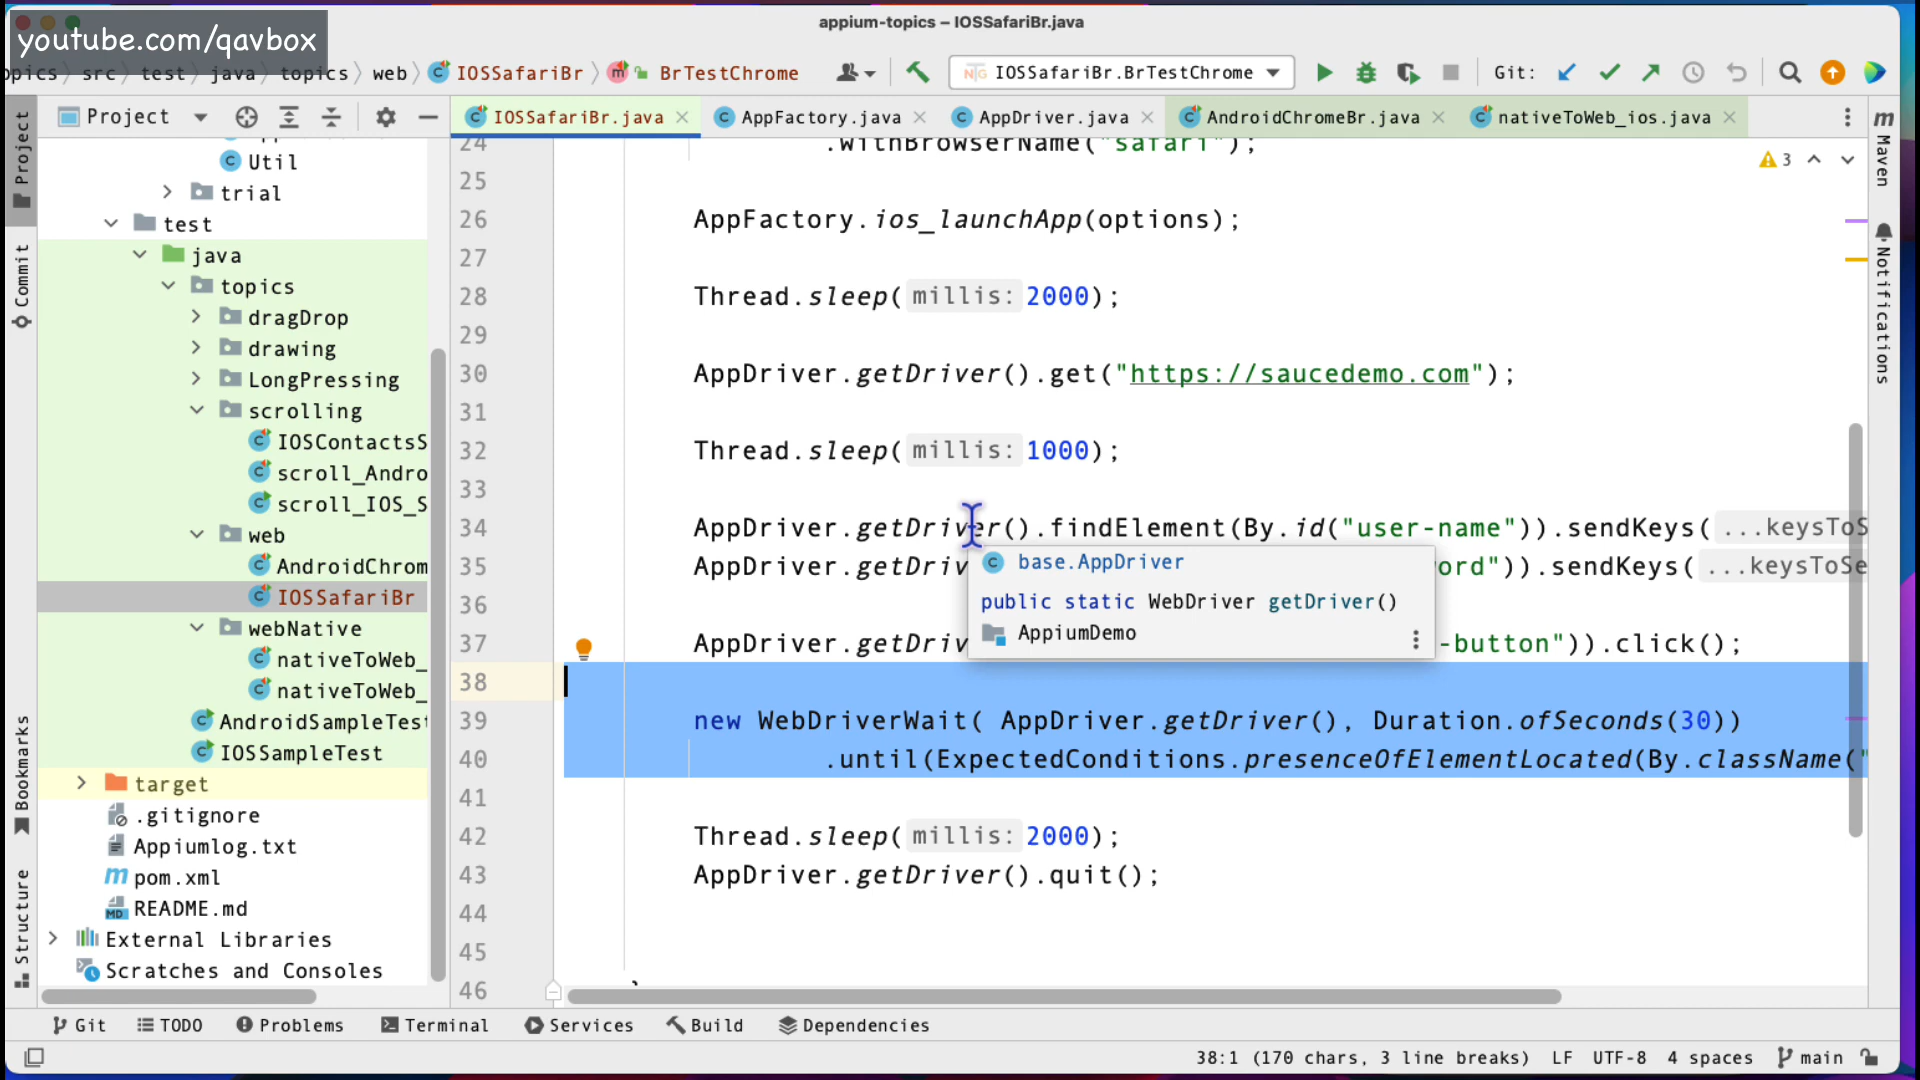 appium-topics – IOSSafariBr.java
youtube.com/qavbox
src
test
java
topics
web
IOSSafariBr
BrTestChrome
IOSSafariBr.BrTestChrome
Git:
Project
IOSSafariBr.java
AppFactory.java
AppDriver.java
AndroidChromeBr.java
nativeToWeb_ios.java
Util
trial
test
java
topics
dragDrop
drawing
LongPressing
scrolling
IOSContactsS
scroll_Andro
scroll_IOS_S
web
AndroidChrom
IOSSafariBr
webNative
nativeToWeb_
nativeToWeb_
AndroidSampleTest
IOSSampleTest
target
.gitignore
Appiumlog.txt
pom.xml
README.md
External Libraries
Scratches and Consoles
Project
Commit
Bookmarks
Structure
24 .withBrowserName("safari");
25
26 AppFactory.ios_launchApp(options);
27
28 Thread.sleep( millis: 2000);
29
30 AppDriver.getDriver().get("https://saucedemo.com");
31
32 Thread.sleep( millis: 1000);
33
34 AppDriver.getDriver().findElement(By.id("user-name")).sendKeys( ...keysToS
35 AppDriver.getDriv ord")).sendKeys( ...keysToSe
36
37 AppDriver.getDriv -button")).click();
38
39 new WebDriverWait( AppDriver.getDriver(), Duration.ofSeconds(30))
40 .until(ExpectedConditions.presenceOfElementLocated(By.className("
41
42 Thread.sleep( millis: 2000);
43 AppDriver.getDriver().quit();
44
45
46
base.AppDriver
public static WebDriver getDriver()
AppiumDemo
3
m
Maven
Notifications
Git
TODO
Problems
Terminal
Services
Build
Dependencies
38:1 (170 chars, 3 line breaks) LF UTF-8 4 spaces main